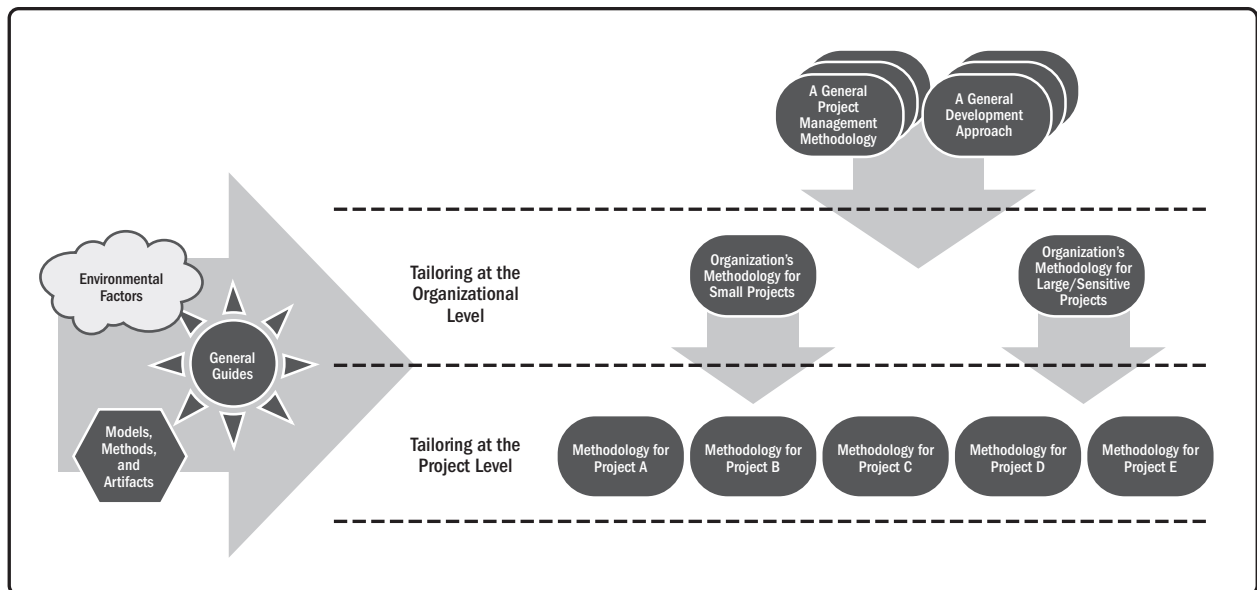 A General
Project
Management
Methodology
A General
Development
Approach
Environmental
Factors
General
Guides
Models,
Methods,
and
Artifacts
Tailoring at the
Organizational
Level
Organization's
Methodology for
Small Projects
Organization's
Methodology for
Large/Sensitive
Projects
Tailoring at the
Project Level
Methodology for
Project A
Methodology for
Project B
Methodology for
Project C
Methodology for
Project D
Methodology for
Project E